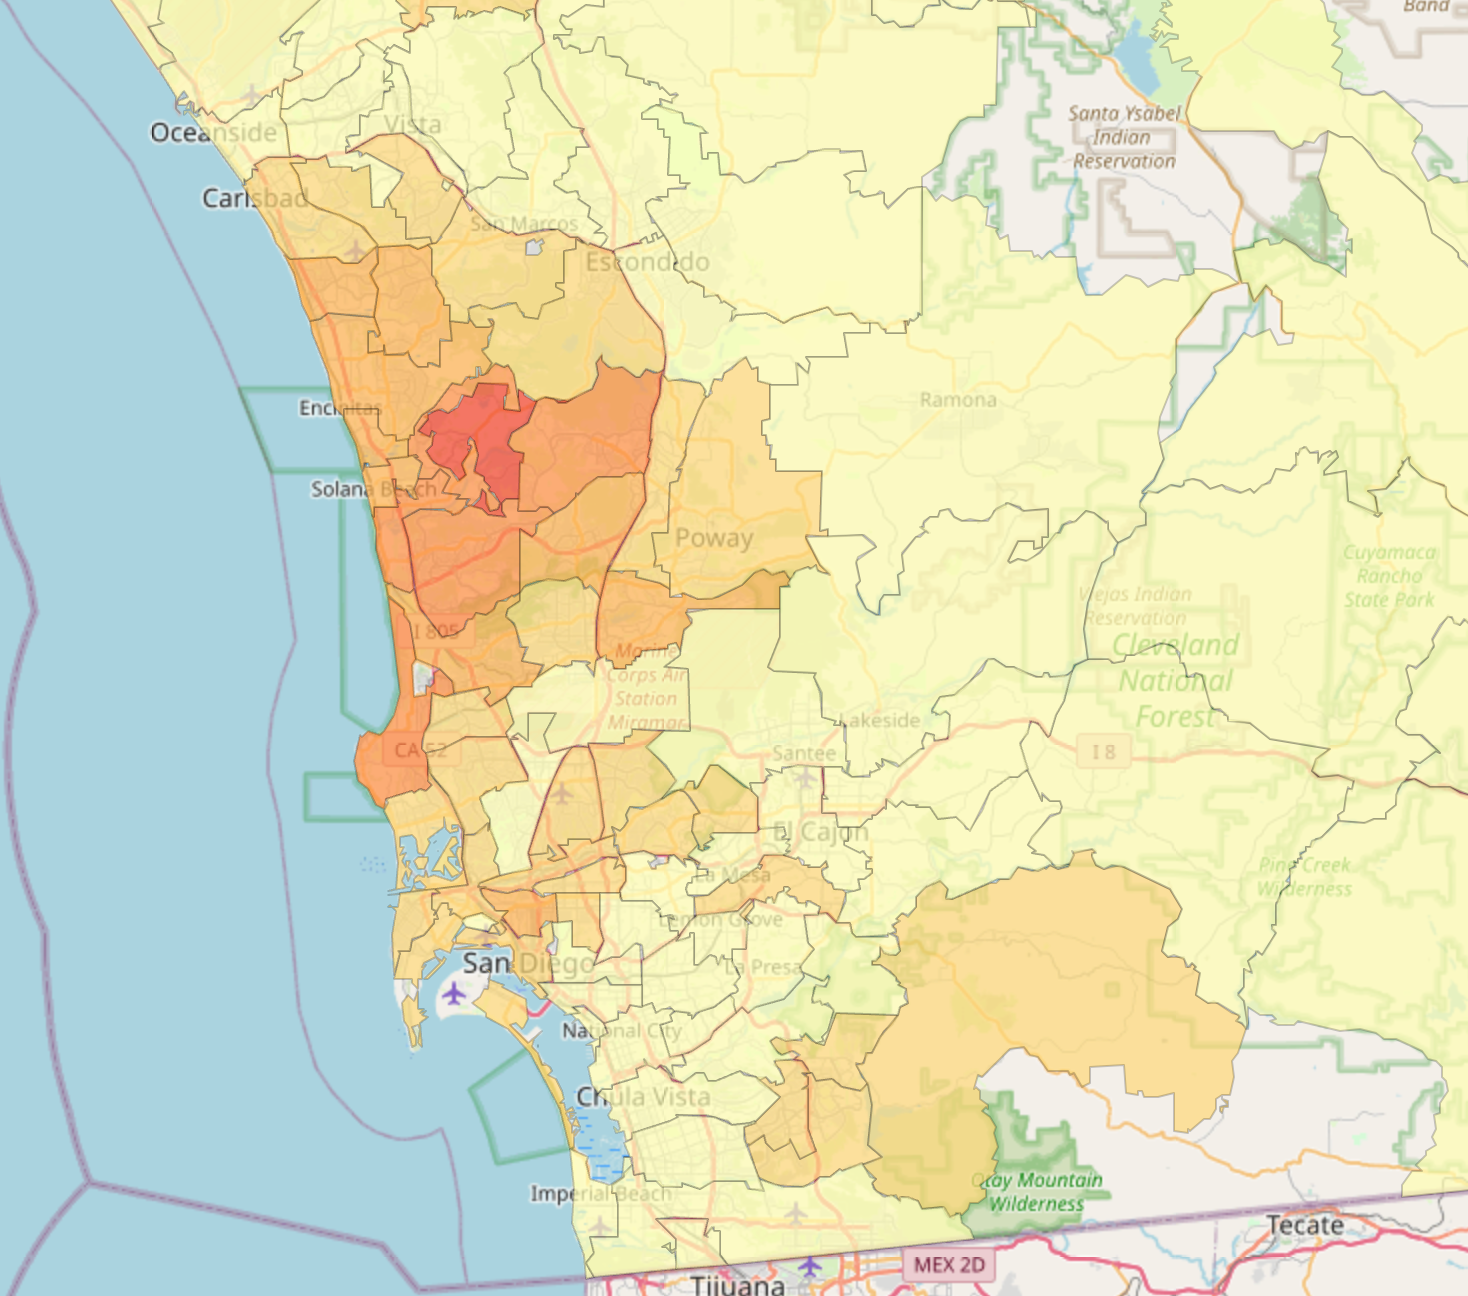 Band
Santa Ysabel
Indian
Reservation
Vista
Oceanside
Carlsbad
San Marcos
Escondido
Encinitas
Ramona
Solana Beach
Poway
Cuyamaca
Rancho
State Park
Viejas Indian
Reservation
I 805
Cleveland
National
Forest
Marine
Corps Air
Station
Miramar
Lakeside
CA 52
Santee
I 8
El Cajon
La Mesa
Pine Creek
Wilderness
Lemon Grove
San Diego
La Presa
National City
Chula Vista
Imperial Beach
Otay Mountain
Wilderness
Tecate
MEX 2D
Tijuana